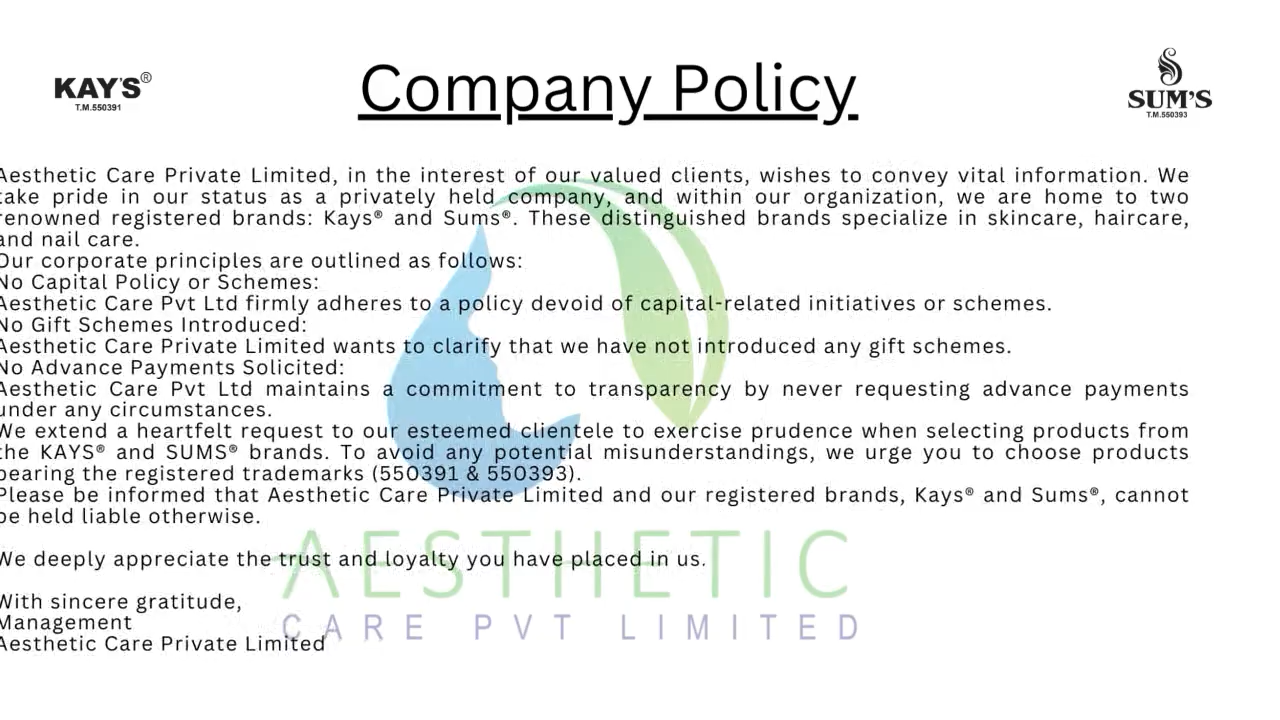 KAY'S®
T.M.550391
Company Policy
SUM'S
T.M.550393
Aesthetic Care Private Limited, in the interest of our valued clients, wishes to convey vital information. We
take pride in our status as a privately held company, and within our organization, we are home to two
renowned registered brands: Kays® and Sums®. These distinguished brands specialize in skincare, haircare,
and nail care.
Our corporate principles are outlined as follows:
No Capital Policy or Schemes:
Aesthetic Care Pvt Ltd firmly adheres to a policy devoid of capital-related initiatives or schemes.
No Gift Schemes Introduced:
Aesthetic Care Private Limited wants to clarify that we have not introduced any gift schemes.
No Advance Payments Solicited:
Aesthetic Care Pvt Ltd maintains a commitment to transparency by never requesting advance payments
under any circumstances.
We extend a heartfelt request to our esteemed clientele to exercise prudence when selecting products from
the KAYS® and SUMS® brands. To avoid any potential misunderstandings, we urge you to choose products
bearing the registered trademarks (550391 & 550393).
Please be informed that Aesthetic Care Private Limited and our registered brands, Kays® and Sums®, cannot
be held liable otherwise.
We deeply appreciate the trust and loyalty you have placed in us.
With sincere gratitude,
Management
Aesthetic Care Private Limited
AESTHETIC
CARE PVT LIMITED